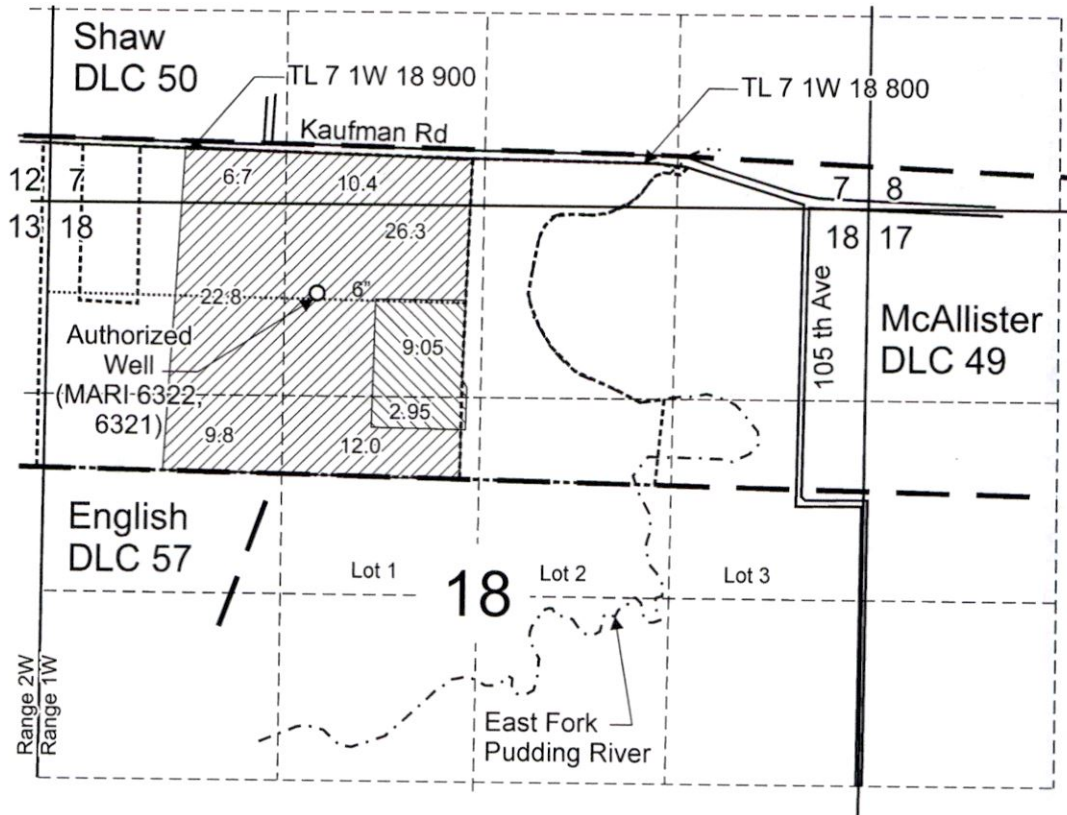 Shaw
DLC 50
TL 7 1W 18 900
TL 7 1W 18 800
Kaufman Rd
12 7
6.7
10.4
7 8
13 18
26.3
18 17
22.8
6"
Authorized
Well
(MARI 6322,
6321)
9.05
2.95
105 th Ave
McAllister
DLC 49
9.8
12.0
English
DLC 57
Lot 1
18
Lot 2
Lot 3
Range 2W
Range 1W
East Fork
Pudding River